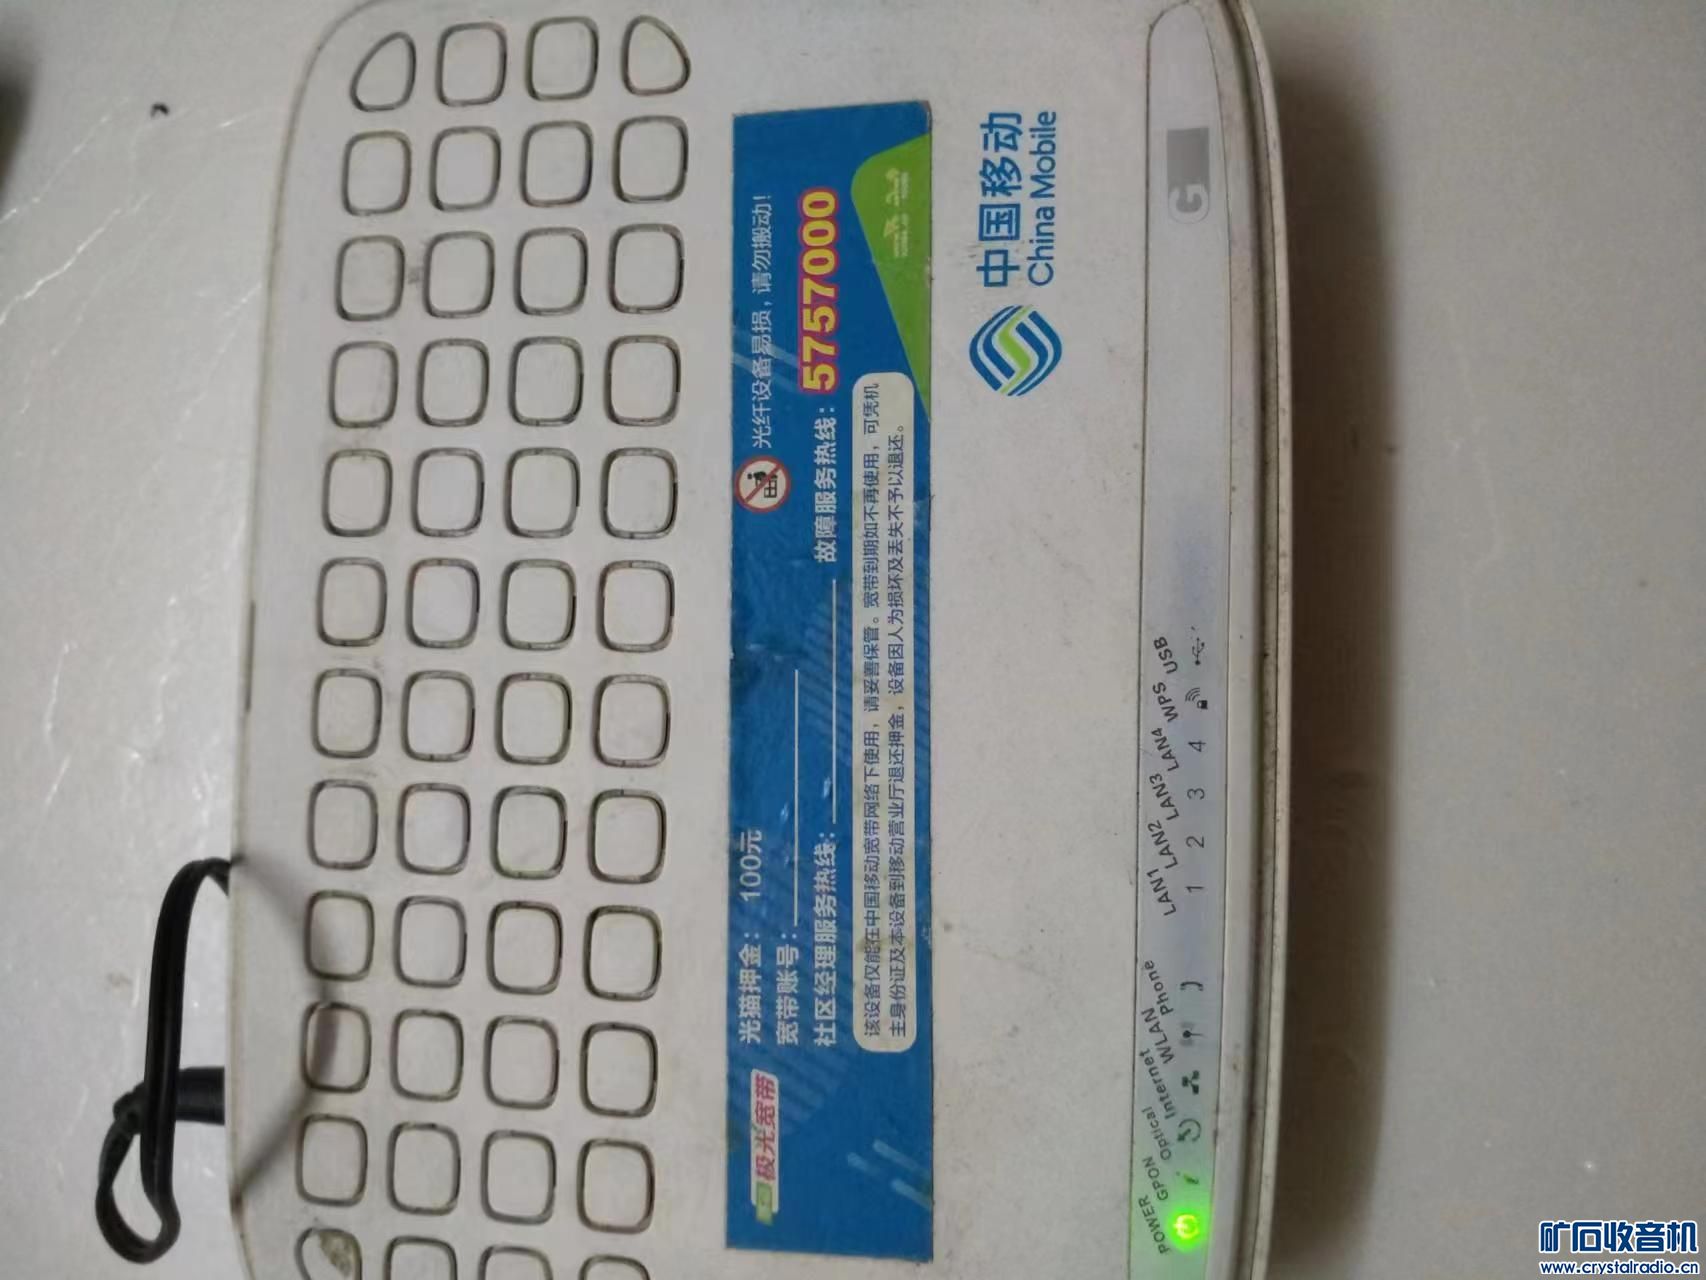 极光宽带
光猫押金： 100元
宽带账号：
社区经理服务热线：
光纤设备易损，请勿搬动！
故障服务热线：5757000
该设备仅能在中国移动宽带网络下使用，请妥善保管。宽带到期如不再使用，可凭机
主身份证及本设备到移动营业厅退还押金，设备因人为损坏及丢失不予以退还。
中国移动
China Mobile
G
POWER GPON Optical Internet WLAN Phone LAN1 LAN2 LAN3 LAN4 WPS USB
1 2 3 4
矿石收音机
www.crystalradio.cn